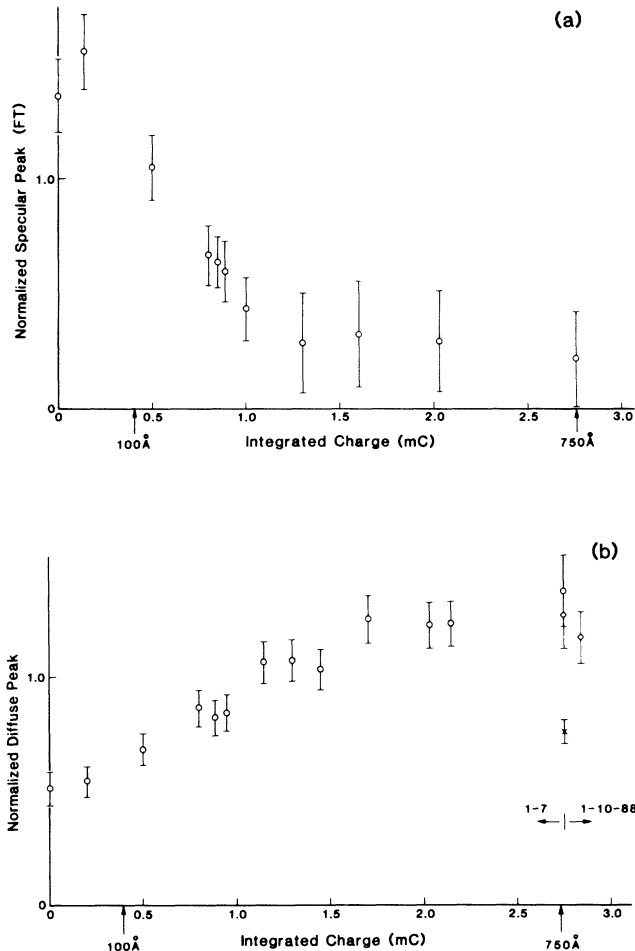 (a)
Normalized Specular Peak (FT)
1.0
0
0 0.5 1.0 1.5 2.0 2.5 3.0
100Å Integrated Charge (mC) 750Å
(b)
Normalized Diffuse Peak
1.0
1-7 1-10-88
0
0 0.5 1.0 1.5 2.0 2.5 3.0
100Å Integrated Charge (mC) 750Å